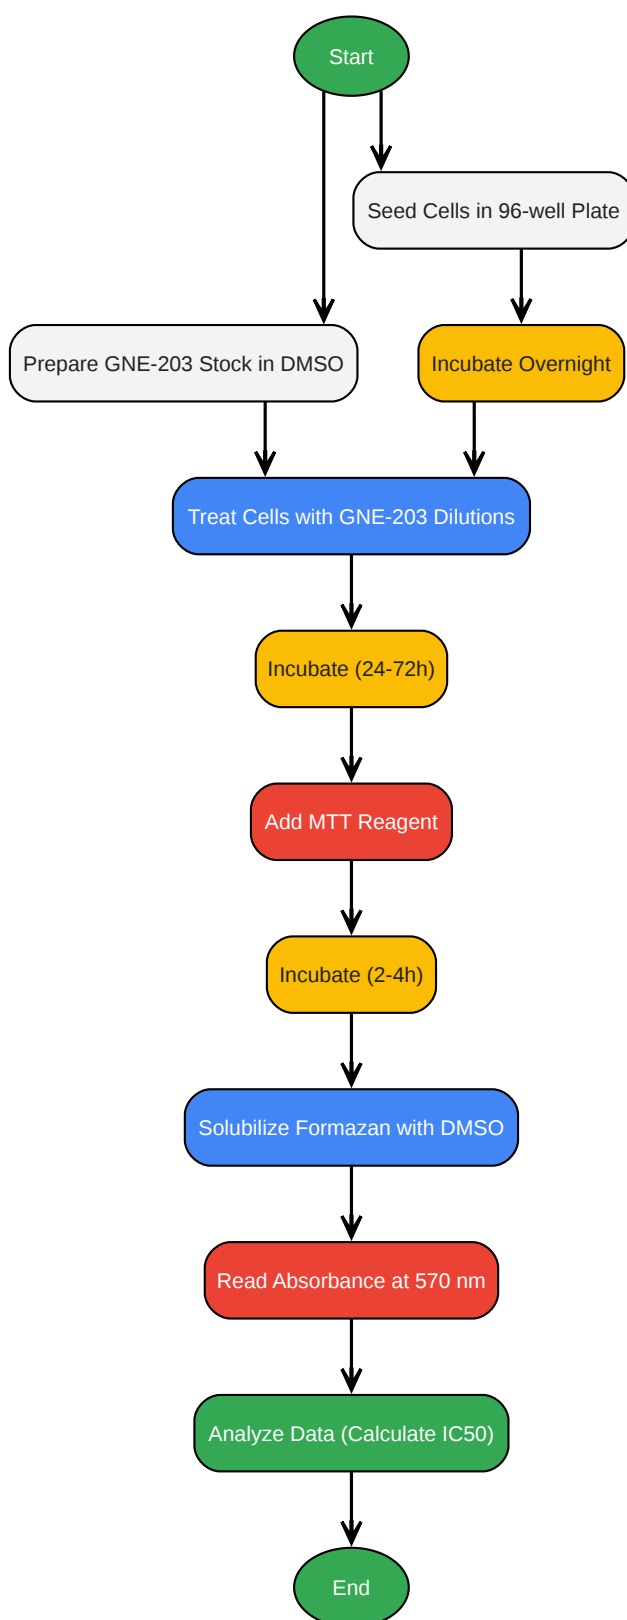 Start
Seed Cells in 96-well Plate
Prepare GNE-203 Stock in DMSO
Incubate Overnight
Treat Cells with GNE-203 Dilutions
Incubate (24-72h)
Add MTT Reagent
Incubate (2-4h)
Solubilize Formazan with DMSO
Read Absorbance at 570 nm
Analyze Data (Calculate IC50)
End